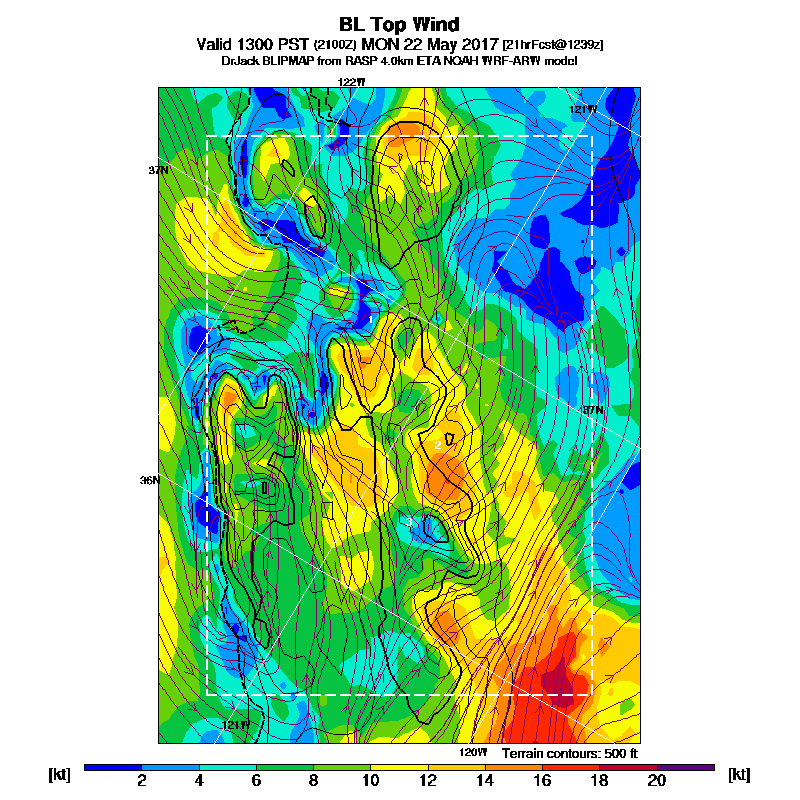 BL Top Wind
Valid 1300 PST (2100Z) MON 22 May 2017 [21hrFcst@1239z]
DrJack BLIPMAP from RASP 4.0km ETA NOAH WRF-ARW model
122W
121W
37N
1
37N
2
36N
3
121W
120W Terrain contours: 500 ft
[kt] 2 4 6 8 10 12 14 16 18 20 [kt]